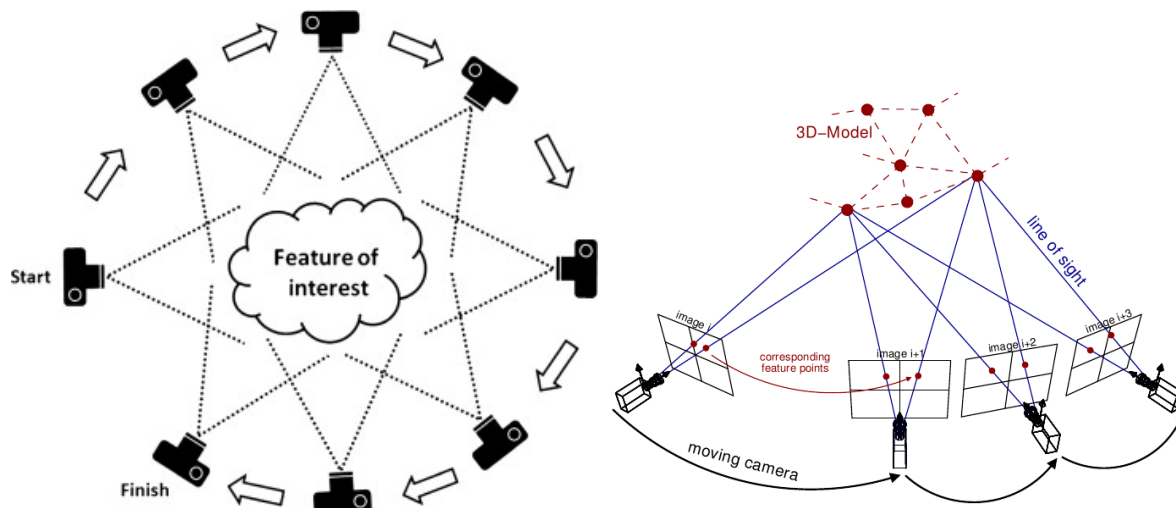 Start
Feature of
interest
Finish
3D-Model
line of sight
image i
image i+1
image i+2
image i+3
corresponding
feature points
moving camera